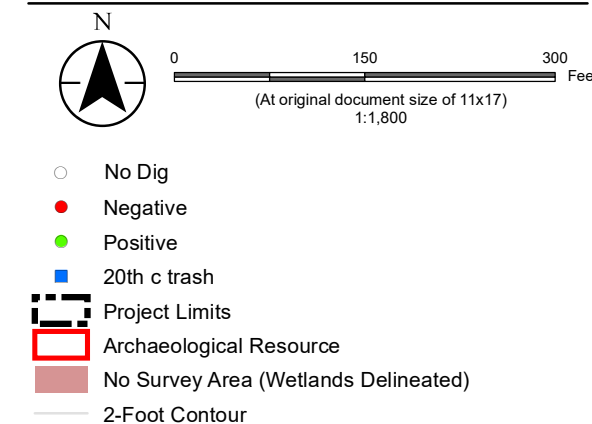 N
0 150 300
Fee
(At original document size of 11x17)
1:1,800
No Dig
Negative
Positive
20th c trash
Project Limits
Archaeological Resource
No Survey Area (Wetlands Delineated)
2-Foot Contour